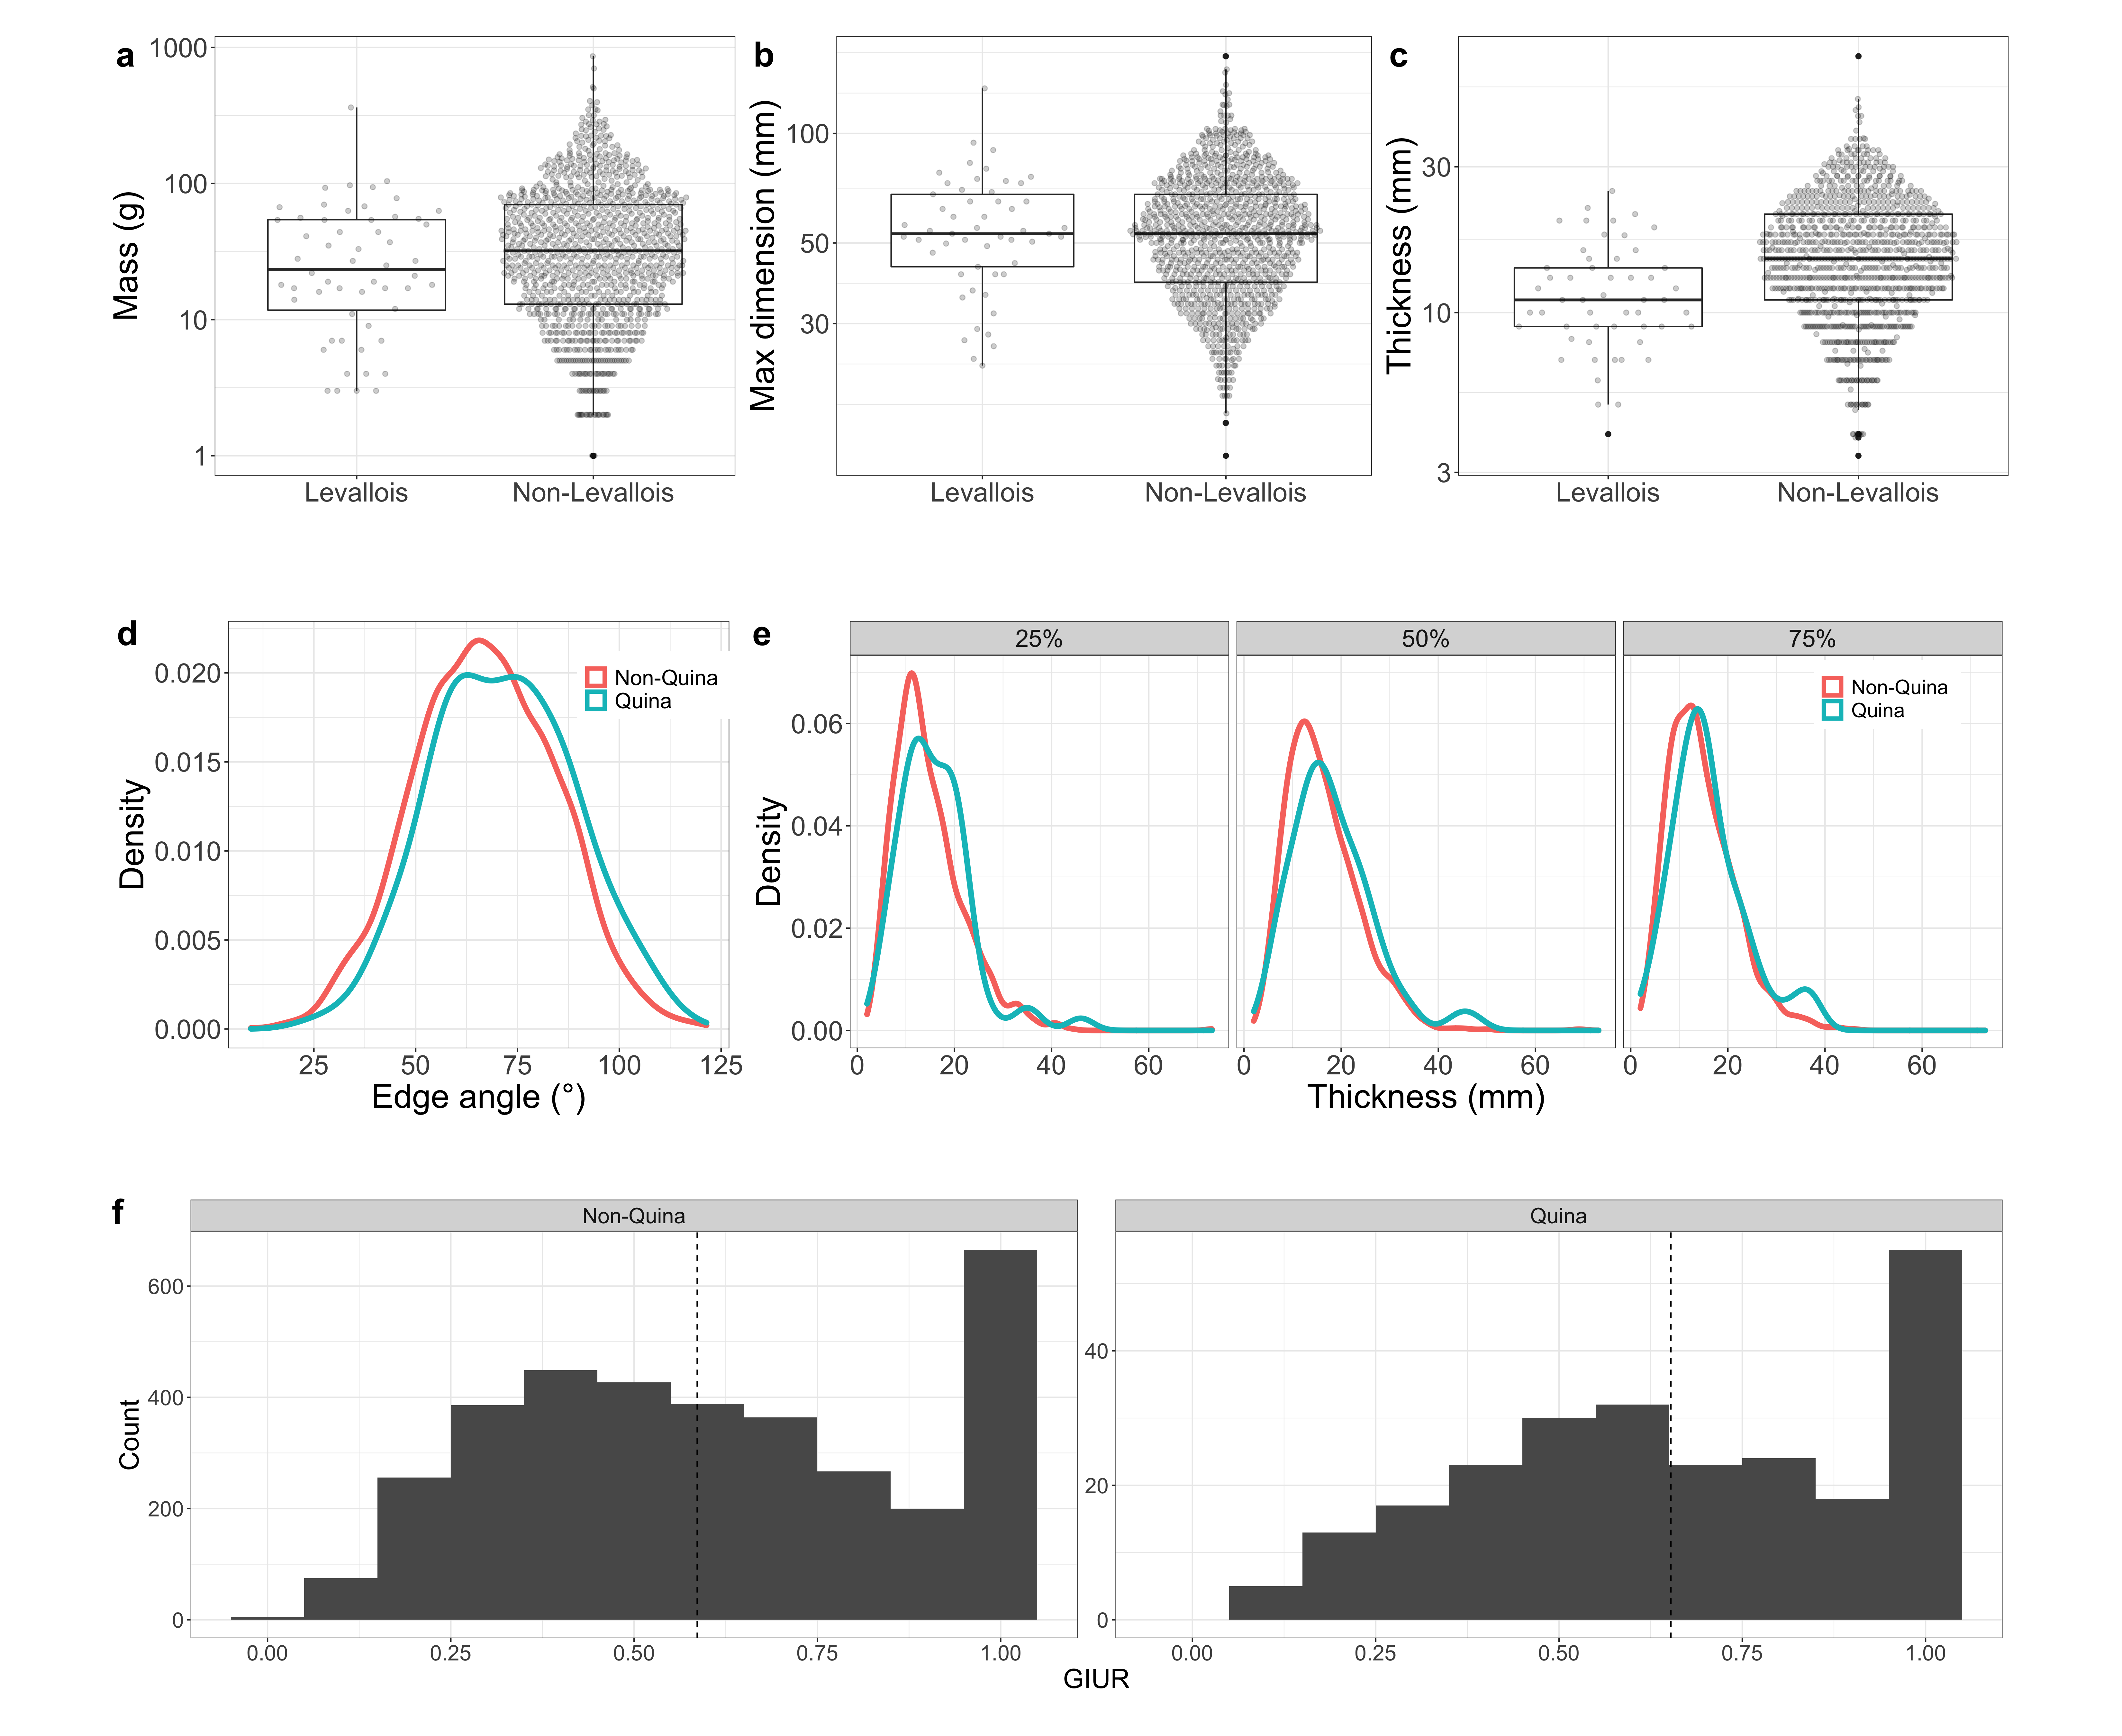 a
Mass (g)
1000
100
10
1
Levallois
Non-Levallois
b
Max dimension (mm)
100
50
30
Levallois
Non-Levallois
c
Thickness (mm)
30
10
3
Levallois
Non-Levallois
d
Density
0.020
0.015
0.010
0.005
0.000
Non-Quina
Quina
25 50 75 100 125
Edge angle (°)
e
25% 50% 75%
Density
0.06
0.04
0.02
0.00
Non-Quina
Quina
0 20 40 60 0 20 40 60 0 20 40 60
Thickness (mm)
f
Non-Quina
Quina
Count
600
400
200
0
40
20
0
0.00 0.25 0.50 0.75 1.00
0.00 0.25 0.50 0.75 1.00
GIUR